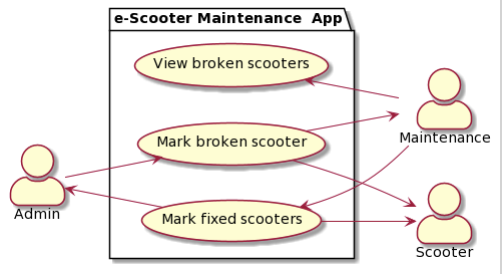 e-Scooter Maintenance  App
View broken scooters
Mark broken scooter
Maintenance
Admin
Mark fixed scooters
Scooter